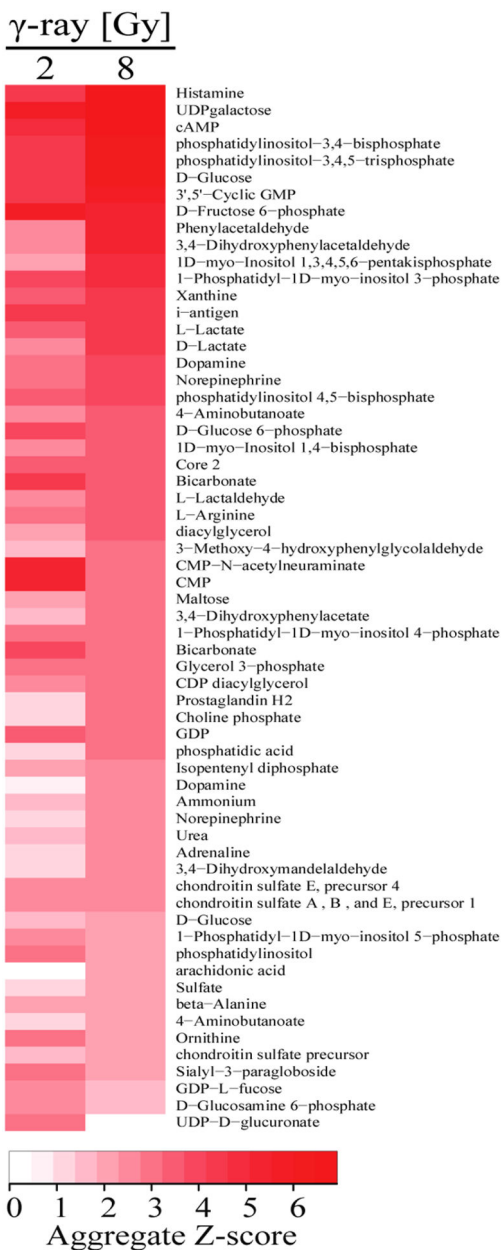 γ-ray [Gy]
2 8
Histamine
UDPgalactose
cAMP
phosphatidylinositol−3,4−bisphosphate
phosphatidylinositol−3,4,5−trisphosphate
D−Glucose
3',5'−Cyclic GMP
D−Fructose 6−phosphate
Phenylacetaldehyde
3,4−Dihydroxyphenylacetaldehyde
1D−myo−Inositol 1,3,4,5,6−pentakisphosphate
1−Phosphatidyl−1D−myo−inositol 3−phosphate
Xanthine
i−antigen
L−Lactate
D−Lactate
Dopamine
Norepinephrine
phosphatidylinositol 4,5−bisphosphate
4−Aminobutanoate
D−Glucose 6−phosphate
1D−myo−Inositol 1,4−bisphosphate
Core 2
Bicarbonate
L−Lactaldehyde
L−Arginine
diacylglycerol
3−Methoxy−4−hydroxyphenylglycolaldehyde
CMP−N−acetylneuraminate
CMP
Maltose
3,4−Dihydroxyphenylacetate
1−Phosphatidyl−1D−myo−inositol 4−phosphate
Bicarbonate
Glycerol 3−phosphate
CDP diacylglycerol
Prostaglandin H2
Choline phosphate
GDP
phosphatidic acid
Isopentenyl diphosphate
Dopamine
Ammonium
Norepinephrine
Urea
Adrenaline
3,4−Dihydroxymandelaldehyde
chondroitin sulfate E, precursor 4
chondroitin sulfate A , B , and E, precursor 1
D−Glucose
1−Phosphatidyl−1D−myo−inositol 5−phosphate
phosphatidylinositol
arachidonic acid
Sulfate
beta−Alanine
4−Aminobutanoate
Ornithine
chondroitin sulfate precursor
Sialyl−3−paragloboside
GDP−L−fucose
D−Glucosamine 6−phosphate
UDP−D−glucuronate
0 1 2 3 4 5 6
Aggregate Z-score